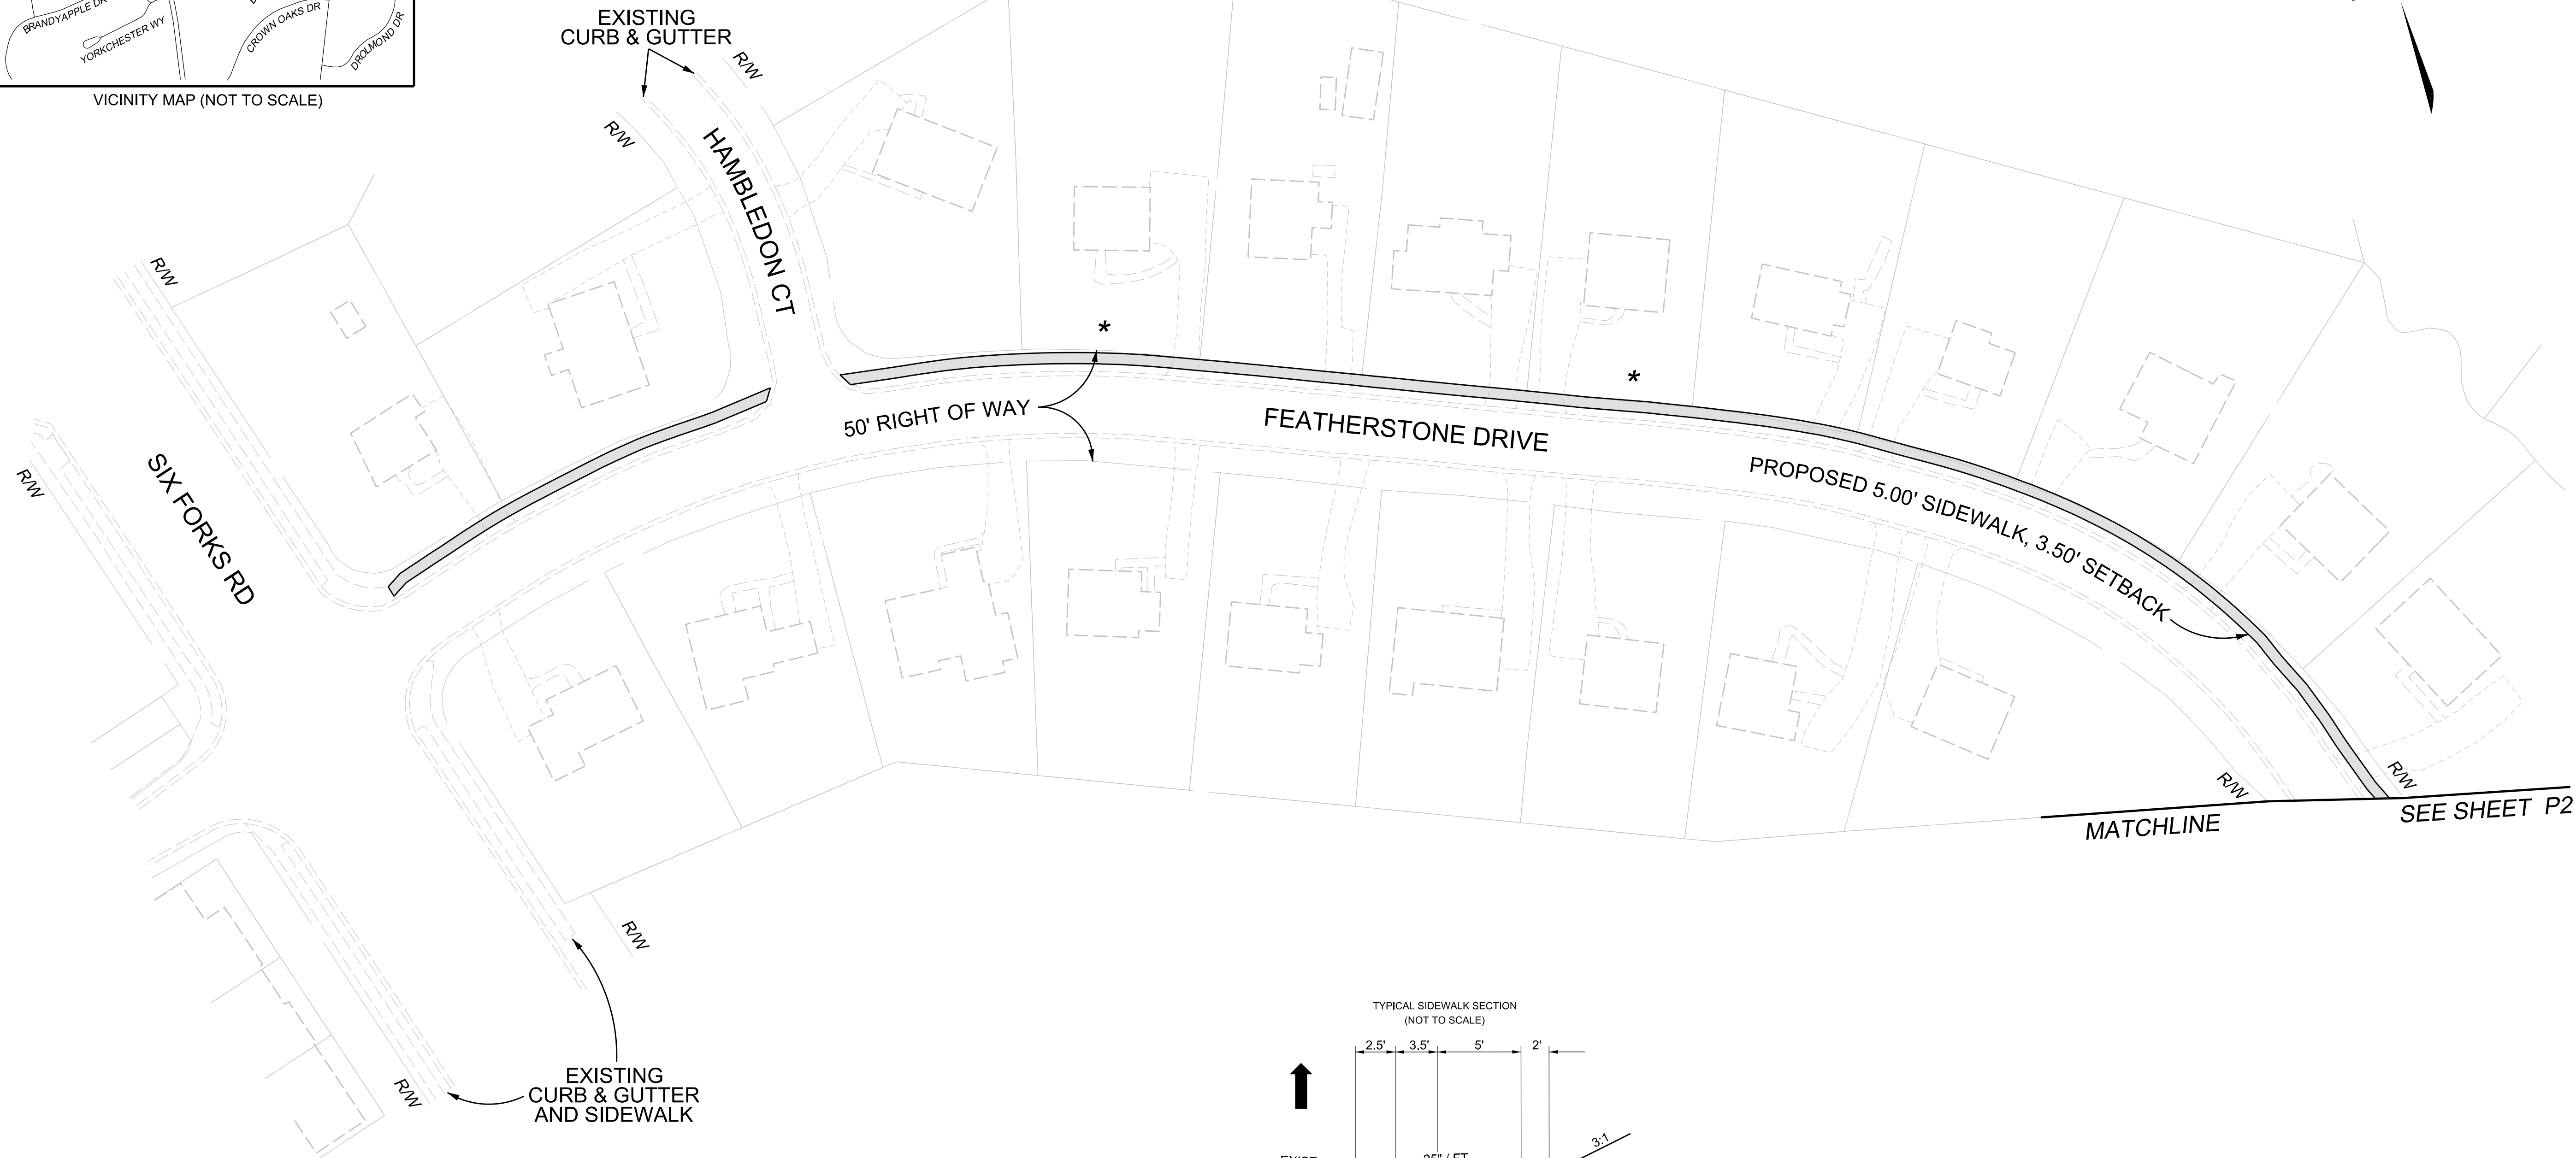 BRANDYAPPLE DR
YORKCHESTER WY
CROWN OAKS DR
DROLMOND DR
VICINITY MAP (NOT TO SCALE)
EXISTING
CURB & GUTTER
R/W
R/W
HAMBLEDON CT
R/W
R/W
SIX FORKS RD
*
*
50' RIGHT OF WAY
FEATHERSTONE DRIVE
PROPOSED 5.00' SIDEWALK, 3.50' SETBACK
R/W
R/W
MATCHLINE
SEE SHEET P2
R/W
R/W
EXISTING
CURB & GUTTER
AND SIDEWALK
TYPICAL SIDEWALK SECTION
(NOT TO SCALE)
2.5' 3.5' 5' 2'
3:1